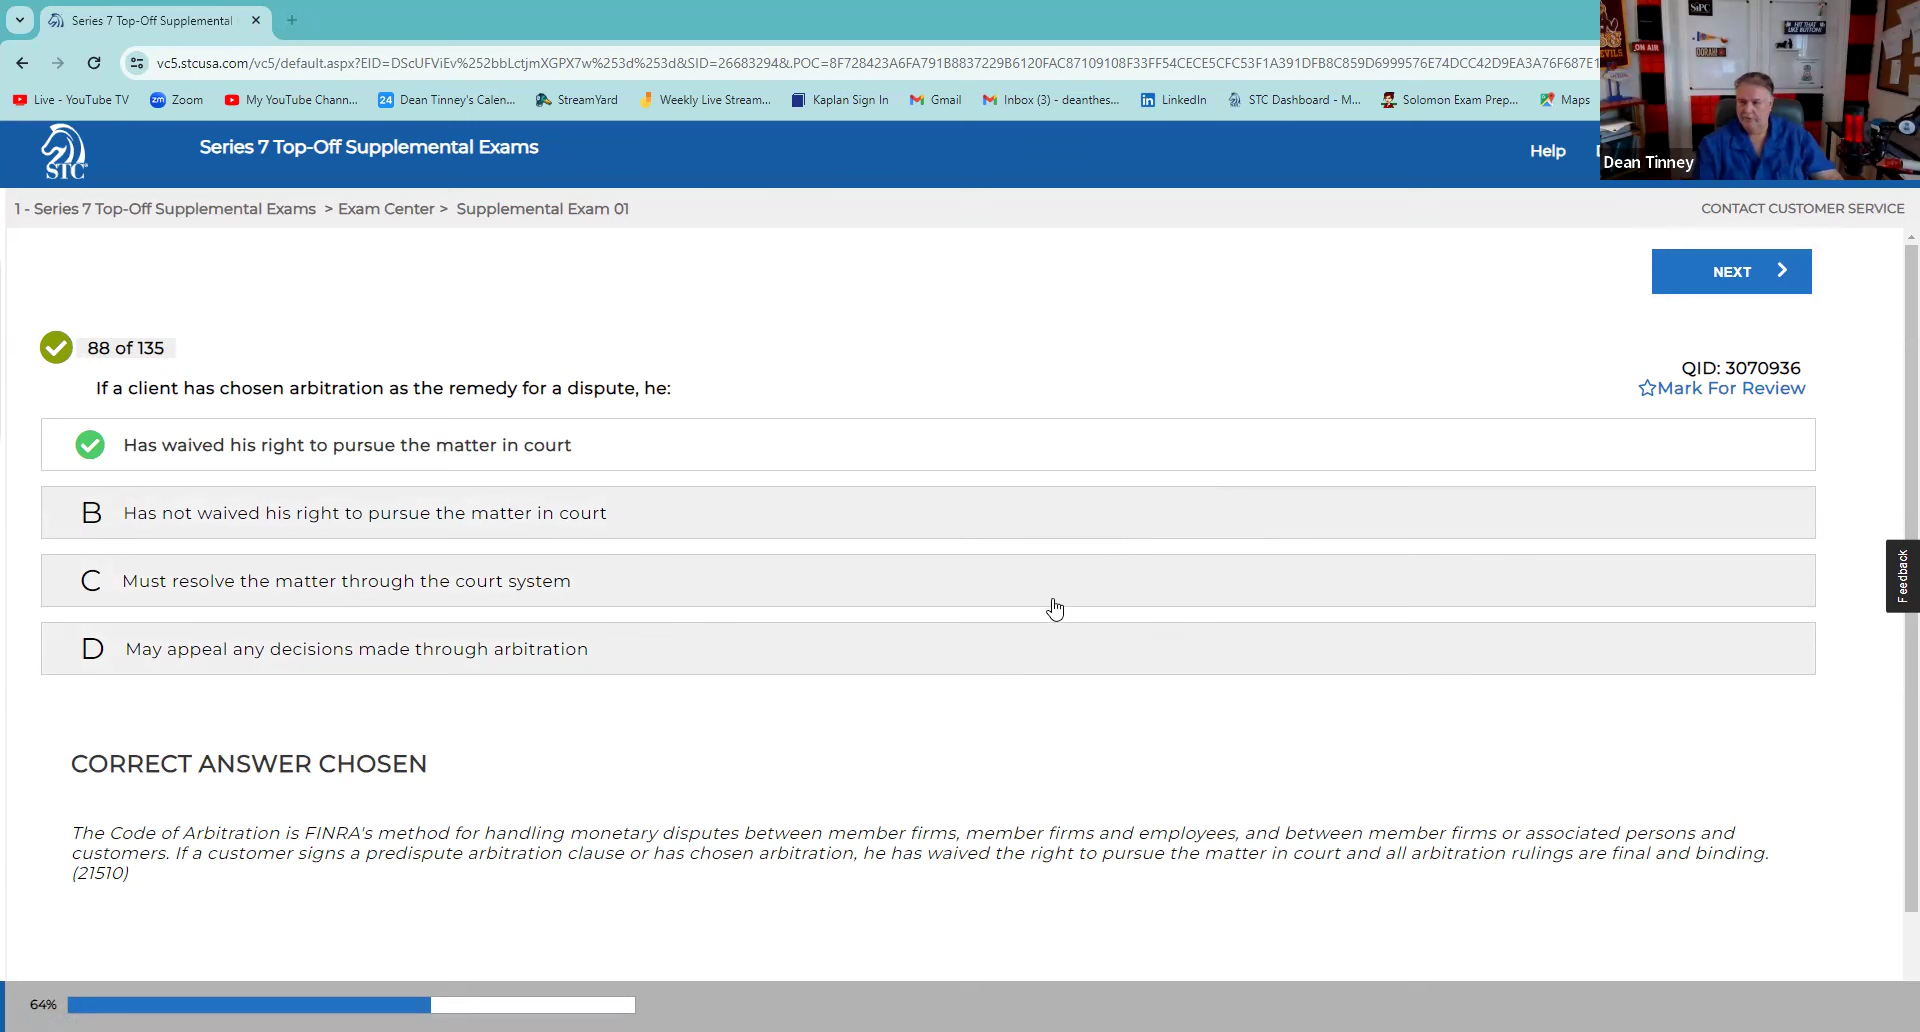 Series 7 Top-Off Supplemental
vc5.stcusa.com/vc5/default.aspx?EID=DScUFViEv%252bbLctjmXGPX7w%253d%253d&SID=26683294&.POC=8F728423A6FA791B8837229B6120FAC87109108F33FF54CECE5CFC53F1A391DFB8C859D6999576E74DCC42D9EA3A76F687E1
Live - YouTube TV
Zoom
My YouTube Chann...
24 Dean Tinney's Calen...
StreamYard
Weekly Live Stream...
Kaplan Sign In
Gmail
Inbox (3) - deanthes...
LinkedIn
STC Dashboard - M...
Solomon Exam Prep...
Maps
SIPC
HIT THAT LIKE BUTTON!
ON AIR
Dean Tinney
STC
Series 7 Top-Off Supplemental Exams
Help
1 - Series 7 Top-Off Supplemental Exams > Exam Center > Supplemental Exam 01
CONTACT CUSTOMER SERVICE
NEXT
88 of 135
QID: 3070936
If a client has chosen arbitration as the remedy for a dispute, he:
Mark For Review
Has waived his right to pursue the matter in court
B Has not waived his right to pursue the matter in court
C Must resolve the matter through the court system
D May appeal any decisions made through arbitration
Feedback
CORRECT ANSWER CHOSEN
The Code of Arbitration is FINRA's method for handling monetary disputes between member firms, member firms and employees, and between member firms or associated persons and
customers. If a customer signs a predispute arbitration clause or has chosen arbitration, he has waived the right to pursue the matter in court and all arbitration rulings are final and binding.
(21510)
64%